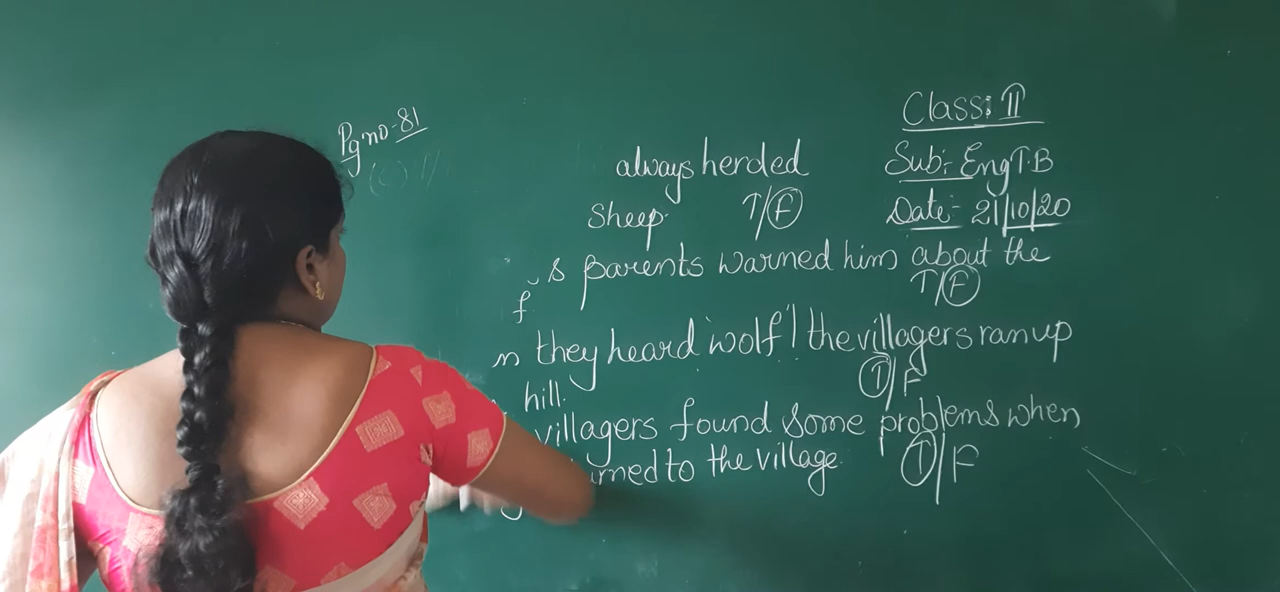 Pg no-81
Class: II
Sub:- Eng T.B
Date:- 21/10/20
always herded
Sheep. T/F
s parents warned him about the
f T/F
n they heard 'wolf'! the villagers ran up
hill. T/F
villagers found some problems when
rned to the village. T/F